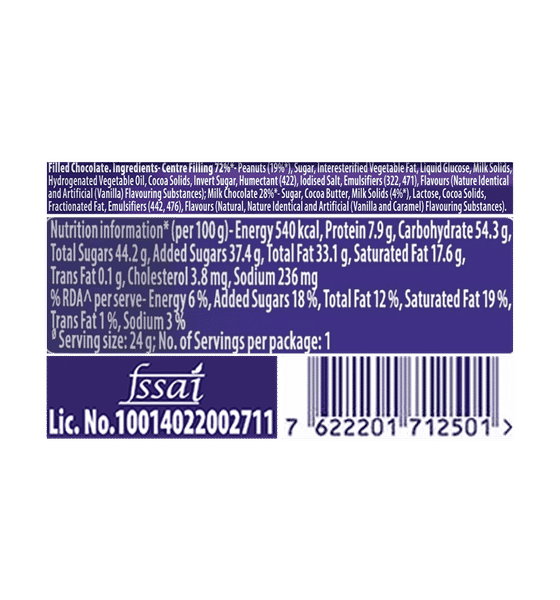 Filled Chocolate. Ingredients- Centre Filling 72%*- Peanuts (19%*), Sugar, Interesterified Vegetable Fat, Liquid Glucose, Milk Solids,
Hydrogenated Vegetable Oil, Cocoa Solids, Invert Sugar, Humectant (422), Iodised Salt, Emulsifiers (322, 471), Flavours (Nature Identical
and Artificial (Vanilla) Flavouring Substances); Milk Chocolate 28%*- Sugar, Cocoa Butter, Milk Solids (4%*), Lactose, Cocoa Solids,
Fractionated Fat, Emulsifiers (442, 476), Flavours (Natural, Nature Identical and Artificial (Vanilla and Caramel) Flavouring Substances).
Nutrition information* (per 100 g)- Energy 540 kcal, Protein 7.9 g, Carbohydrate 54.3 g,
Total Sugars 44.2 g, Added Sugars 37.4 g, Total Fat 33.1 g, Saturated Fat 17.6 g,
Trans Fat 0.1 g, Cholesterol 3.8 mg, Sodium 236 mg
% RDA^ per serve- Energy 6 %, Added Sugars 18 %, Total Fat 12 %, Saturated Fat 19 %,
Trans Fat 1 %, Sodium 3 %
Serving size: 24 g; No. of Servings per package: 1
fssai
Lic. No.10014022002711
7 622201 712501 >